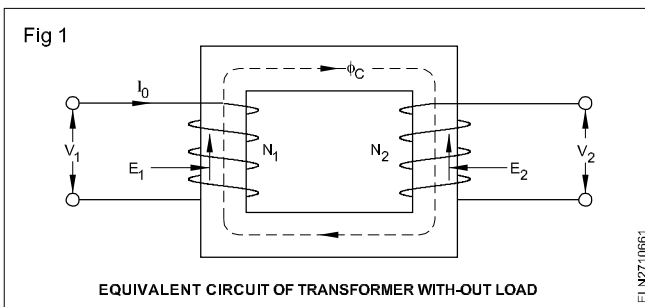 Fig 1
I0
ϕC
V1
E1
N1
N2
E2
V2
EQUIVALENT CIRCUIT OF TRANSFORMER WITH-OUT LOAD
ELN2710661